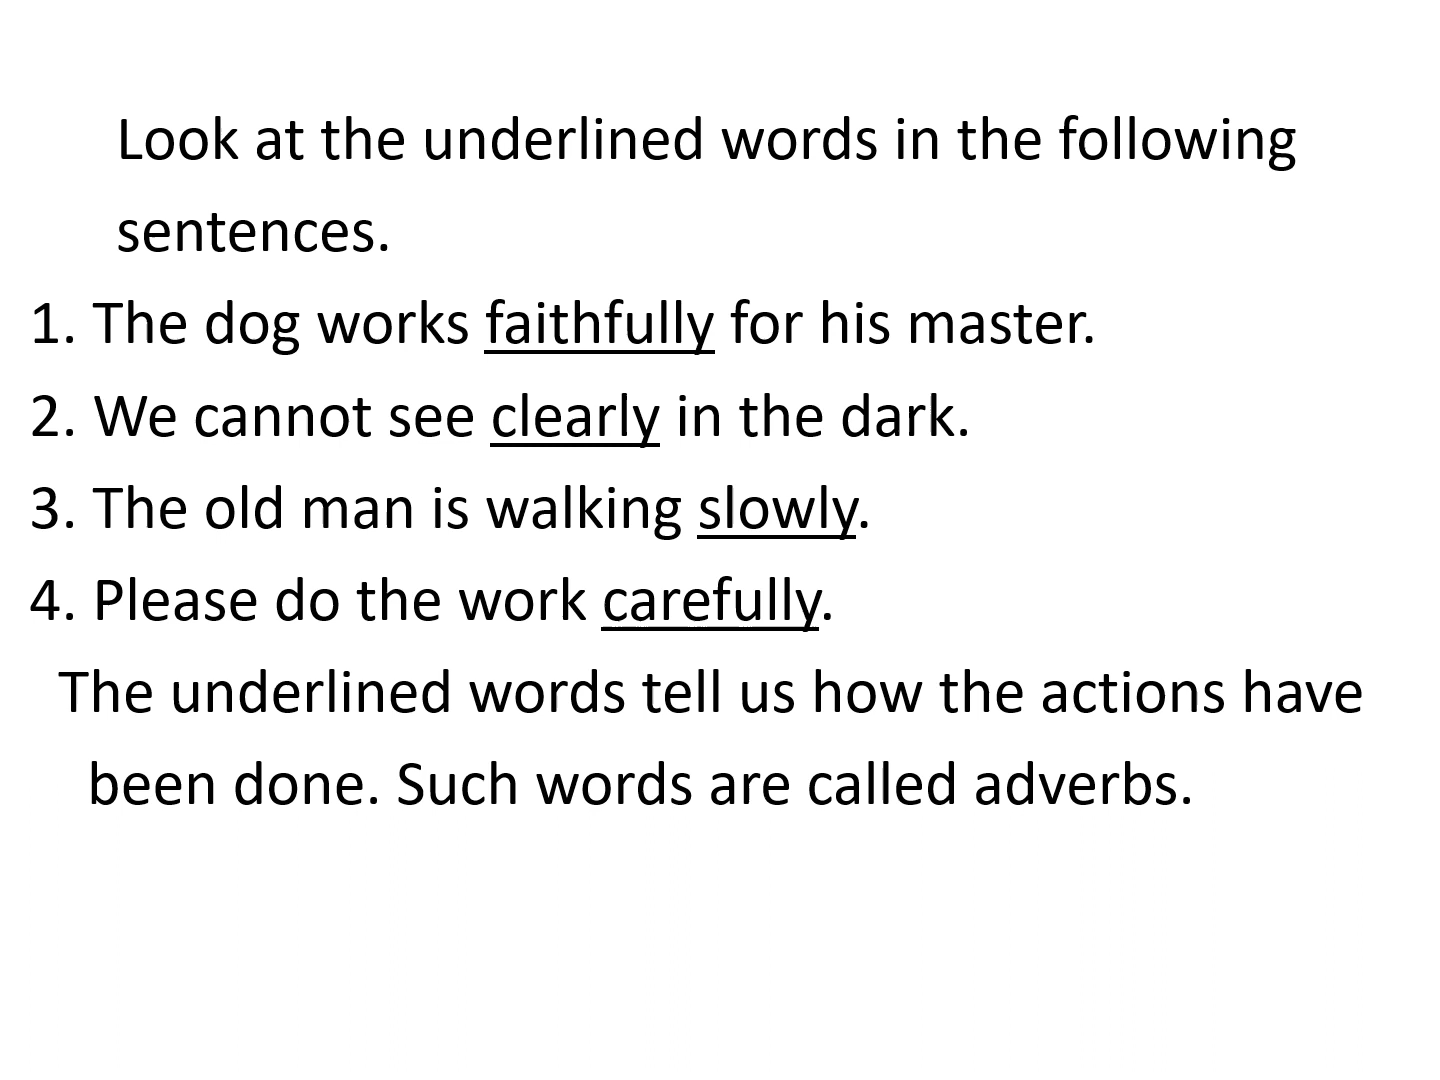 Look at the underlined words in the following
sentences.
1. The dog works faithfully for his master.
2. We cannot see clearly in the dark.
3. The old man is walking slowly.
4. Please do the work carefully.
The underlined words tell us how the actions have
been done. Such words are called adverbs.